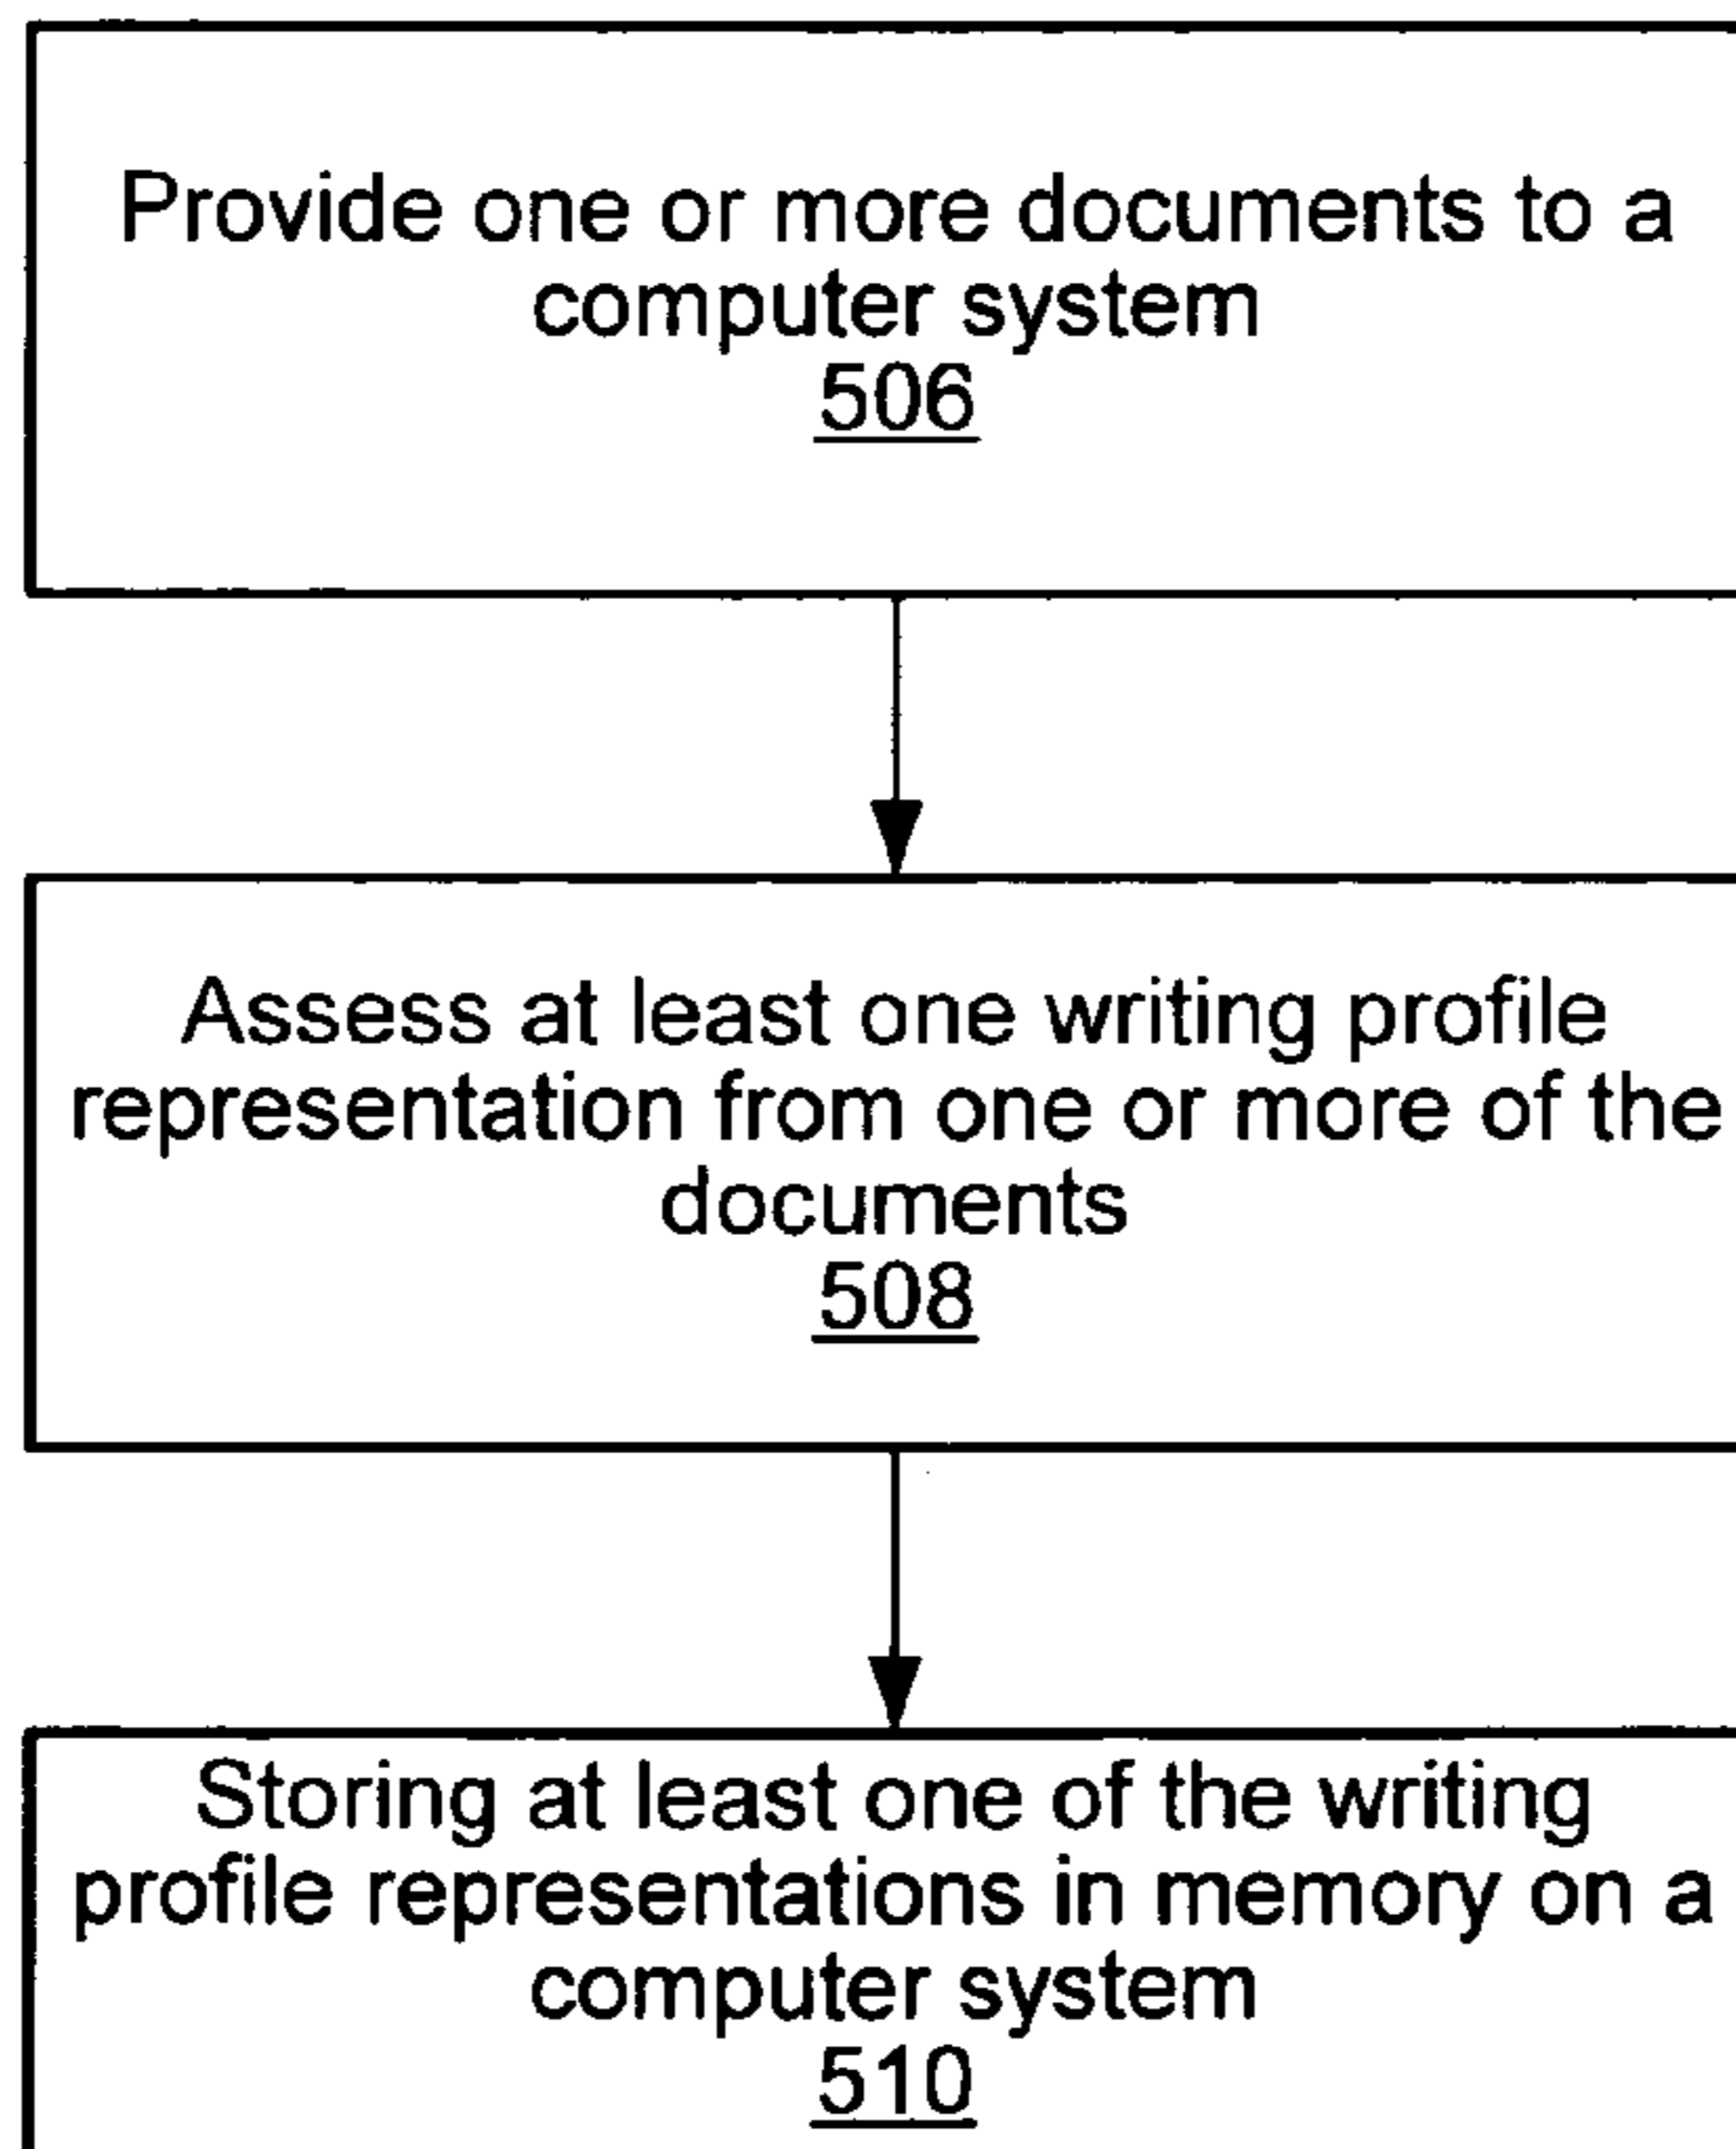 Provide one or more documents to a
computer system
506
Assess at least one writing profile
representation from one or more of the
documents
508
Storing at least one of the writing
profile representations in memory on a
computer system
510